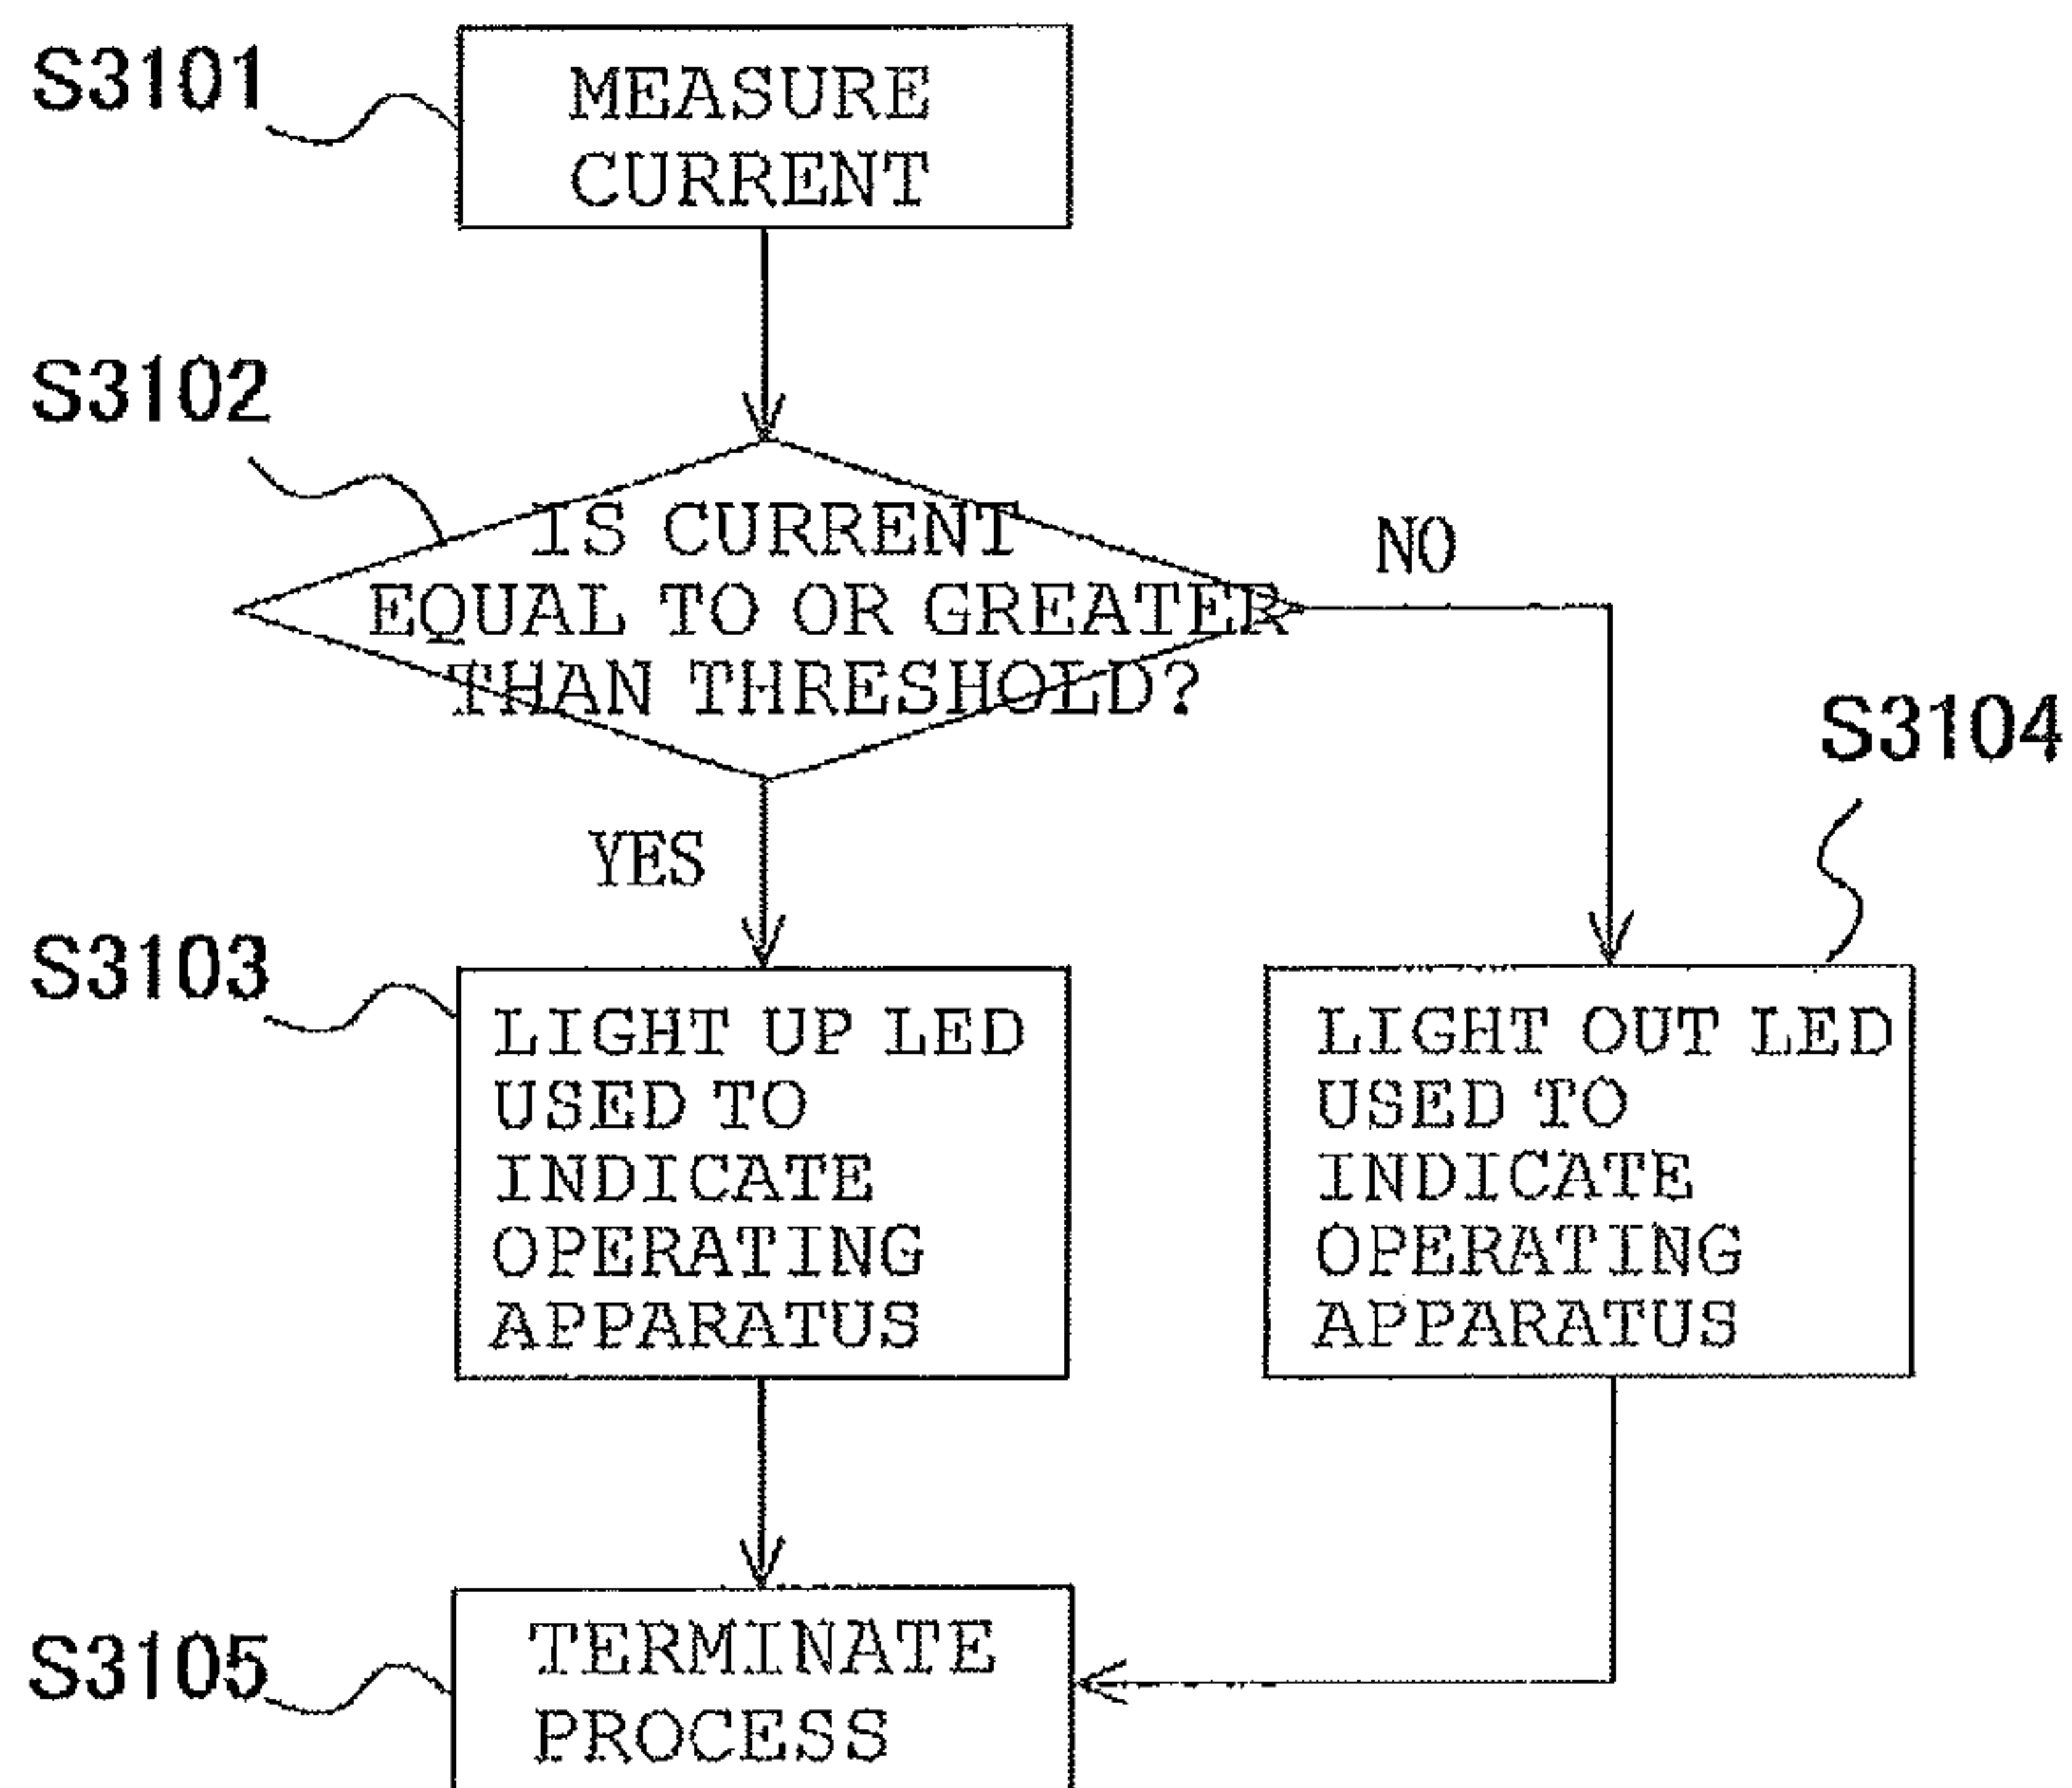 S3101
MEASURE
CURRENT
S3102
IS CURRENT
EQUAL TO OR GREATER
THAN THRESHOLD?
NO
YES
S3103
LIGHT UP LED
USED TO
INDICATE
OPERATING
APPARATUS
S3104
LIGHT OUT LED
USED TO
INDICATE
OPERATING
APPARATUS
S3105
TERMINATE
PROCESS